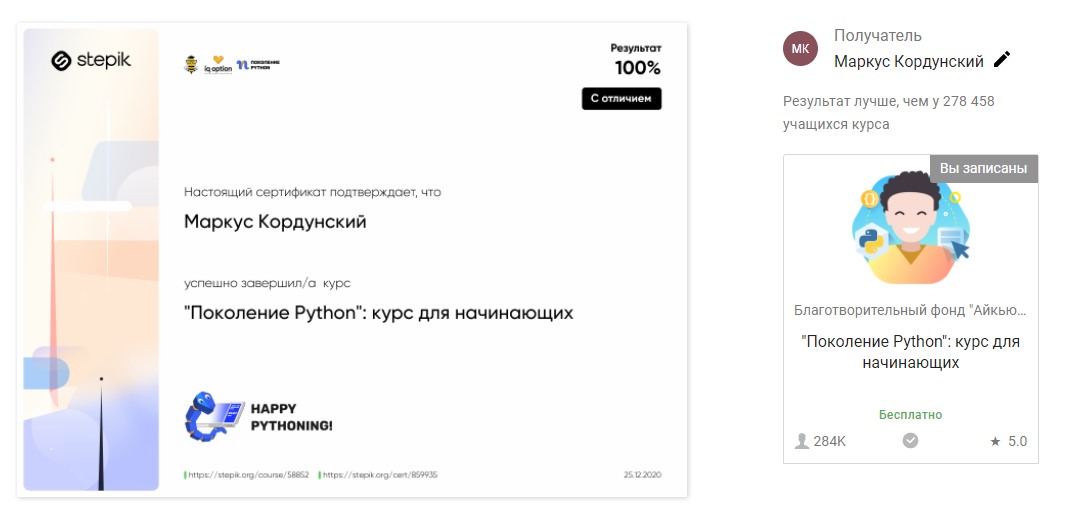 stepik
iq option
ПОКОЛЕНИЕ
PYTHON
Результат
100%
С отличием
Настоящий сертификат подтверждает, что
Маркус Кордунский
успешно завершил/а курс
"Поколение Python": курс для начинающих
HAPPY
PYTHONING!
https://stepik.org/course/58852 https://stepik.org/cert/859935
25.12.2020
МК
Получатель
Маркус Кордунский
Результат лучше, чем у 278 458
учащихся курса
Вы записаны
Благотворительный фонд "Айкью...
"Поколение Python": курс для
начинающих
Бесплатно
284K
5.0